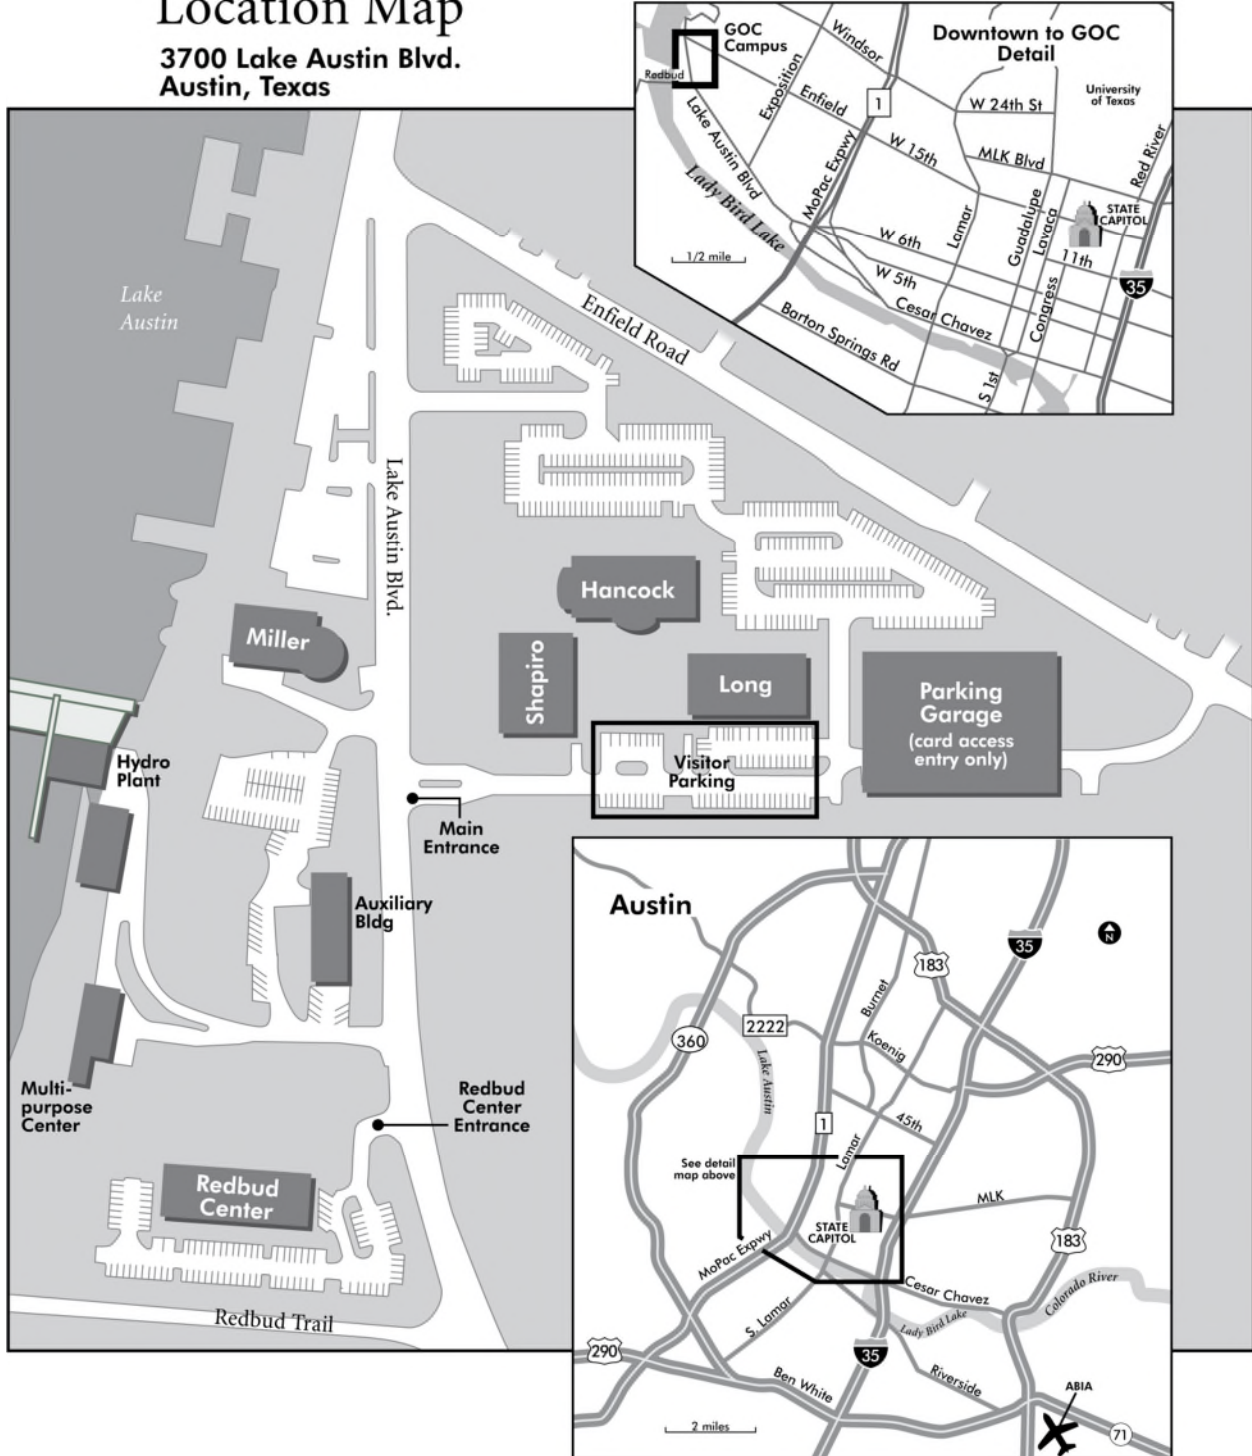 Location Map
3700 Lake Austin Blvd.
Austin, Texas
GOC
Campus
Redbud
Downtown to GOC
Detail
University
of Texas
Windsor
Exposition
Enfield
1
W 24th St
Lake Austin Blvd
MoPac Expwy
W 15th
MLK Blvd
Red River
Lady Bird Lake
Lamar
Guadalupe
Lavaca
STATE
CAPITOL
W 6th
11th
1/2 mile
W 5th
35
Cesar Chavez
Congress
Barton Springs Rd
S 1st
Lake
Austin
Enfield Road
Lake Austin Blvd.
Hancock
Miller
Shapiro
Long
Parking
Garage
(card access
entry only)
Visitor
Parking
Hydro
Plant
Main
Entrance
Auxiliary
Bldg
Multi-
purpose
Center
Redbud
Center
Entrance
Redbud
Center
Redbud Trail
Austin
N
35
183
Burnet
2222
360
Koenig
290
Lake Austin
1
45th
Lamar
See detail
map above
MLK
STATE
CAPITOL
183
MoPac Expwy
Cesar Chavez
Colorado River
S. Lamar
Lady Bird Lake
290
35
Ben White
Riverside
ABIA
2 miles
71